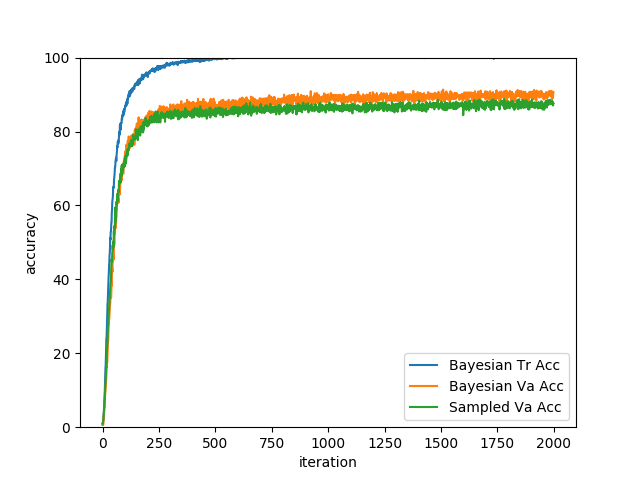 100
80
60
40
20
0
accuracy
0 250 500 750 1000 1250 1500 1750 2000
iteration
Bayesian Tr Acc
Bayesian Va Acc
Sampled Va Acc